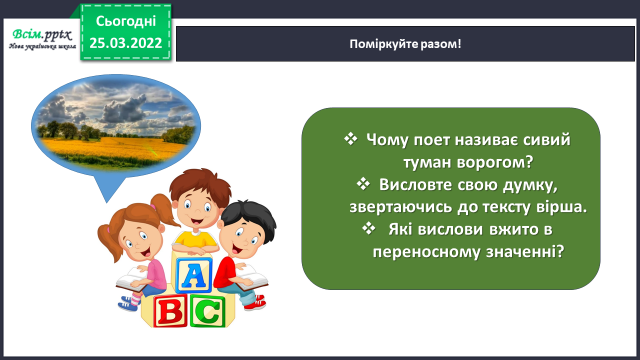 Всім.pptx
Нова українська школа
Сьогодні
25.03.2022
Поміркуйте разом!
❖ Чому поет називає сивий
туман ворогом?
❖ Висловте свою думку,
звертаючись до тексту вірша.
❖ Які вислови вжито в
переносному значенні?
A
B C